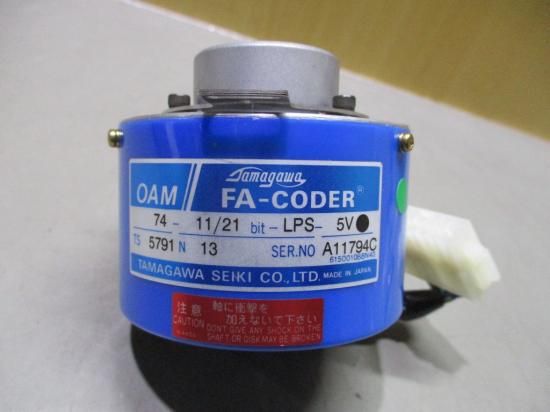 Tamagawa
OAM FA-CODER®
74 - 11/21 bit - LPS - 5V
TS 5791 N 13 SER.NO A11794C
615001068N40
TAMAGAWA SEIKI CO., LTD. MADE IN JAPAN
注意 軸に衝撃を
CAUTION 加えないで下さい
DON'T GIVE ANY SHOCK ON THE
SHAFT OR DISK MAY BE BROKEN